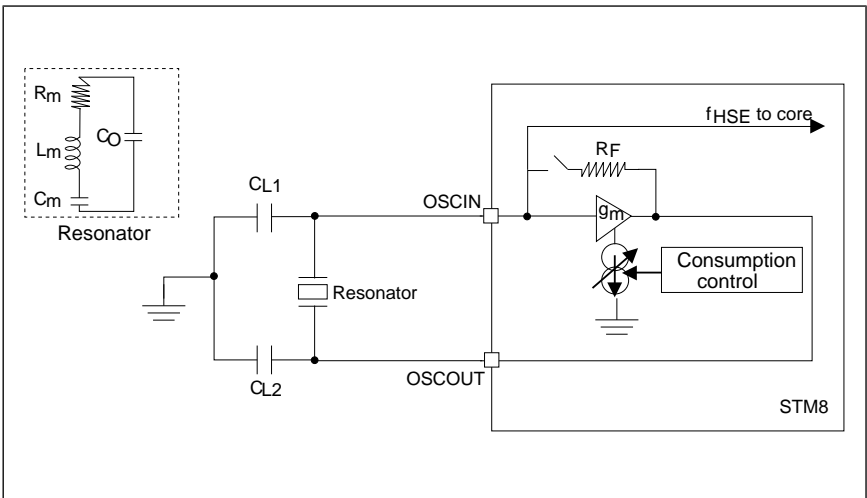 Rm
Lm
Cm
CO
Resonator
CL1
CL2
Resonator
OSCIN
OSCOUT
fHSE to core
RF
gm
Consumption
control
STM8